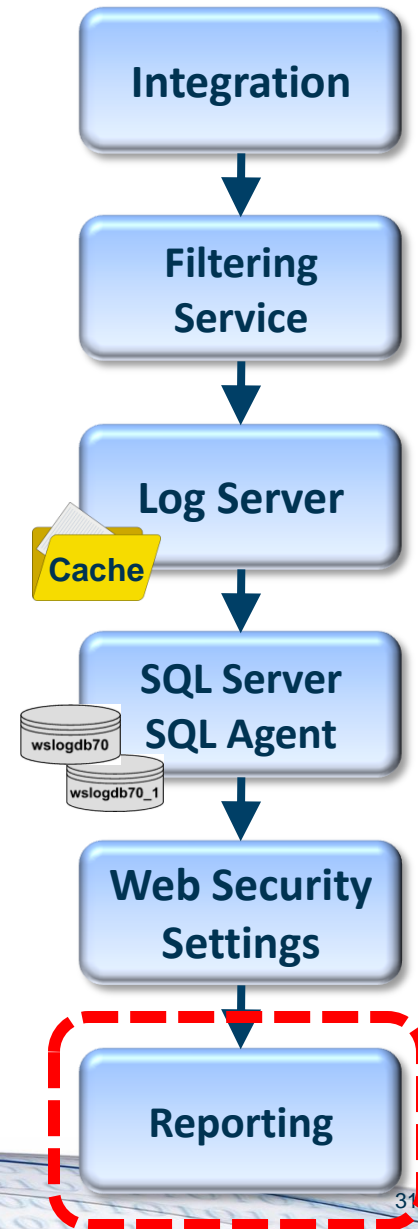 Integration
Filtering
Service
Log Server
Cache
SQL Server
SQL Agent
wslogdb70
wslogdb70_1
Web Security
Settings
Reporting
31